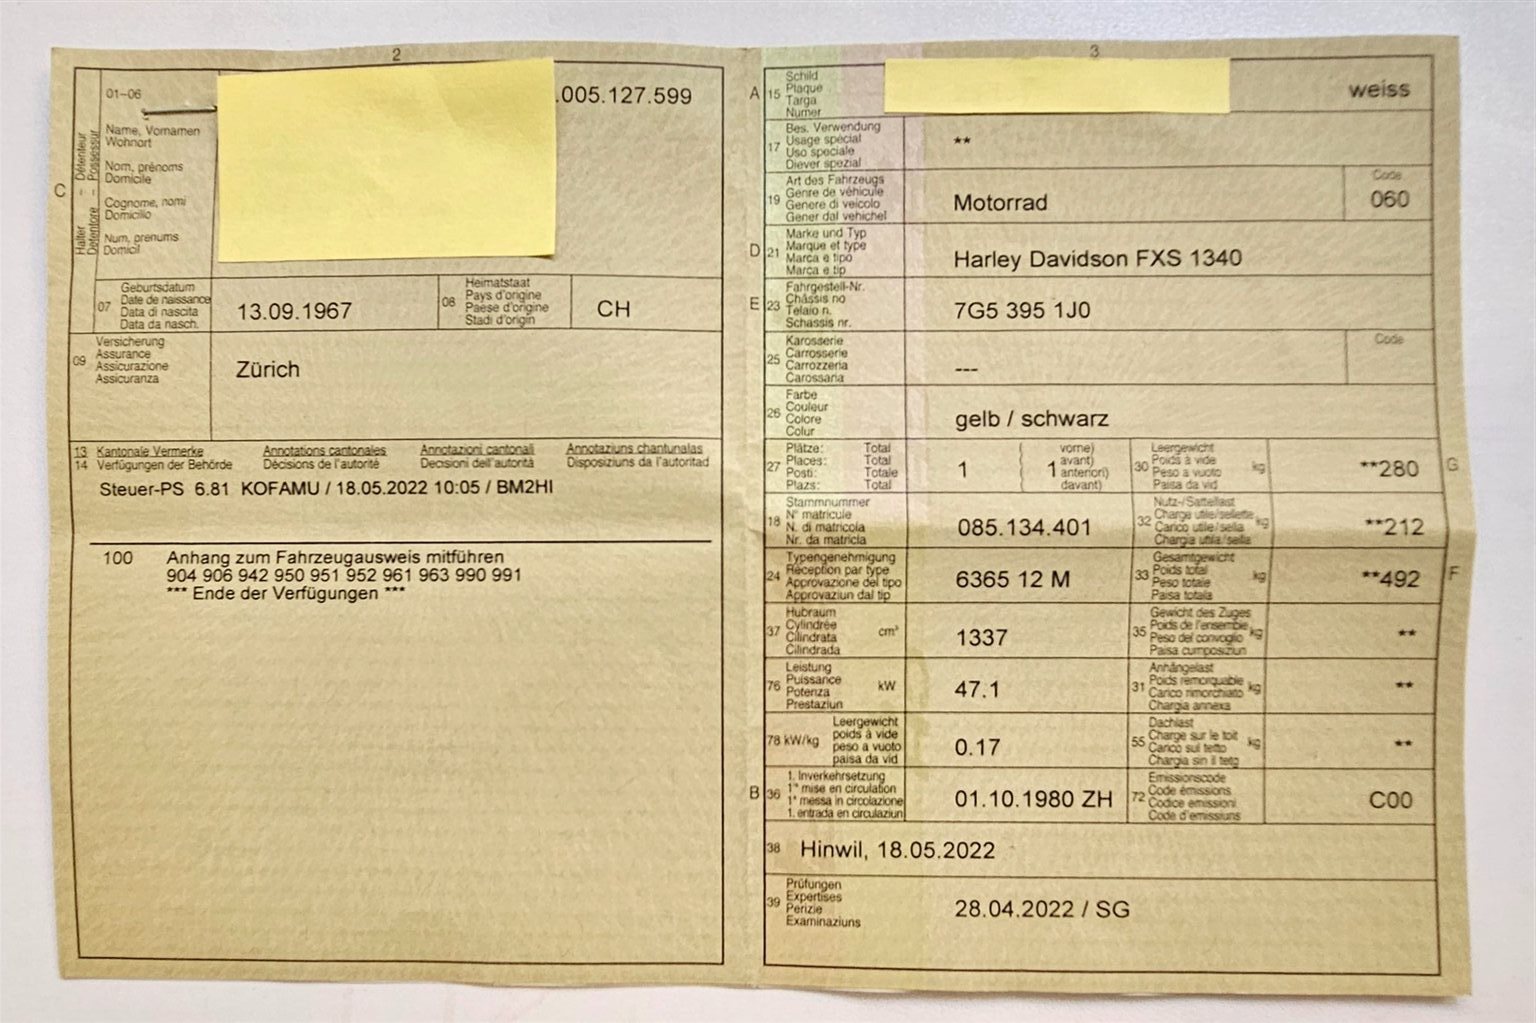 2
01-06
.005.127.599
C
Halter – Détenteur
Detentore – Possessur
Name, Vornamen
Wohnort
Nom, prénoms
Domicile
Cognome, nomi
Domicilio
Num, prenums
Domicil
07
Geburtsdatum
Date de naissance
Data di nascita
Data da nasch.
13.09.1967
08
Heimatstaat
Pays d'origine
Paese d'origine
Stadi d'origin
CH
09
Versicherung
Assurance
Assicurazione
Assicuranza
Zürich
13 Kantonale Vermerke Annotations cantonales Annotazioni cantonali Annotaziuns chantunalas
14 Verfügungen der Behörde Décisions de l'autorité Decisioni dell'autorità Disposiziuns da l'autoritad
Steuer-PS 6.81 KOFAMU / 18.05.2022 10:05 / BM2HI
100 Anhang zum Fahrzeugausweis mitführen
904 906 942 950 951 952 961 963 990 991
*** Ende der Verfügungen ***
3
A 15
Schild
Plaque
Targa
Numer
weiss
17
Bes. Verwendung
Usage spécial
Uso speciale
Diever spezial
**
19
Art des Fahrzeugs
Genre de véhicule
Genere di veicolo
Gener dal vehichel
Motorrad
Code
060
D 21
Marke und Typ
Marque et type
Marca e tipo
Marca e tip
Harley Davidson FXS 1340
E 23
Fahrgestell-Nr.
Châssis no
Telaio n.
Schassis nr.
7G5 395 1J0
25
Karosserie
Carrosserie
Carrozzeria
Carossaria
---
Code
26
Farbe
Couleur
Colore
Colur
gelb / schwarz
27
Plätze: Total
Places: Total
Posti: Totale
Plazs: Total
1
( vorne)
1 avant)
anteriori)
( davant)
30
Leergewicht
Poids à vide
Peso a vuoto
Paisa da vid
kg
**280
G
18
Stammnummer
N° matricule
N. di matricola
Nr. da matricla
085.134.401
32
Nutz-/Sattellast
Charge utile/sellette
Carico utile/sella
Chargia utila/sella
kg
**212
24
Typengenehmigung
Réception par type
Approvazione del tipo
Approvaziun dal tip
6365 12 M
33
Gesamtgewicht
Poids total
Peso totale
Paisa totala
kg
**492
F
37
Hubraum
Cylindrée
Cilindrata
Cilindrada
cm³
1337
35
Gewicht des Zuges
Poids de l'ensemble
Peso del convoglio
Paisa cumposiziun
kg
**
76
Leistung
Puissance
Potenza
Prestaziun
kW
47.1
31
Anhängelast
Poids remorquable
Carico rimorchiato
Chargia annexa
kg
**
78 kW/kg
Leergewicht
poids à vide
peso a vuoto
paisa da vid
0.17
55
Dachlast
Charge sur le toit
Carico sul tetto
Chargia sin il tetg
kg
**
B 36
1. Inverkehrsetzung
1° mise en circulation
1° messa in circolazione
1. entrada en circulaziun
01.10.1980 ZH
72
Emissionscode
Code émissions
Codice emissioni
Code d'emissiuns
C00
38 Hinwil, 18.05.2022
39
Prüfungen
Expertises
Perizie
Examinaziuns
28.04.2022 / SG